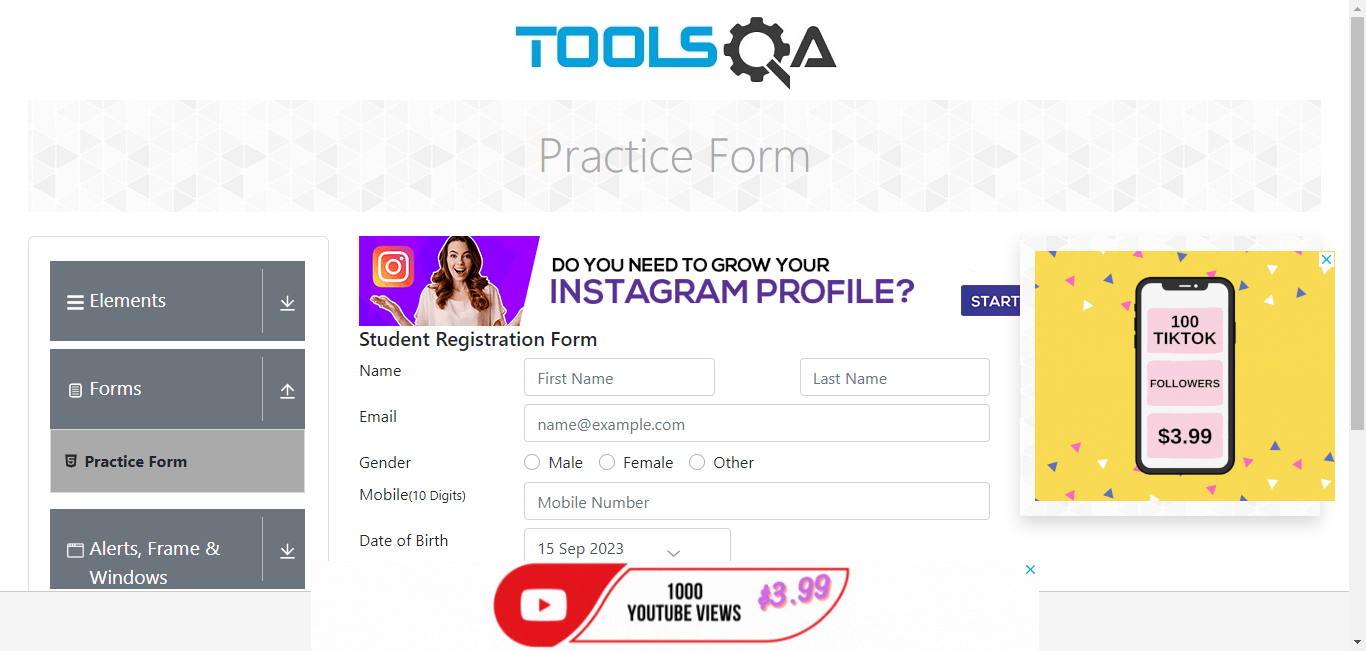 TOOLSQA
Practice Form
Elements
Forms
Practice Form
Alerts, Frame &
Windows
DO YOU NEED TO GROW YOUR
INSTAGRAM PROFILE?
START
Student Registration Form
Name
First Name
Last Name
Email
name@example.com
Gender
Male
Female
Other
Mobile(10 Digits)
Mobile Number
Date of Birth
15 Sep 2023
100
TIKTOK
FOLLOWERS
$3.99
1000
YOUTUBE VIEWS
$3.99